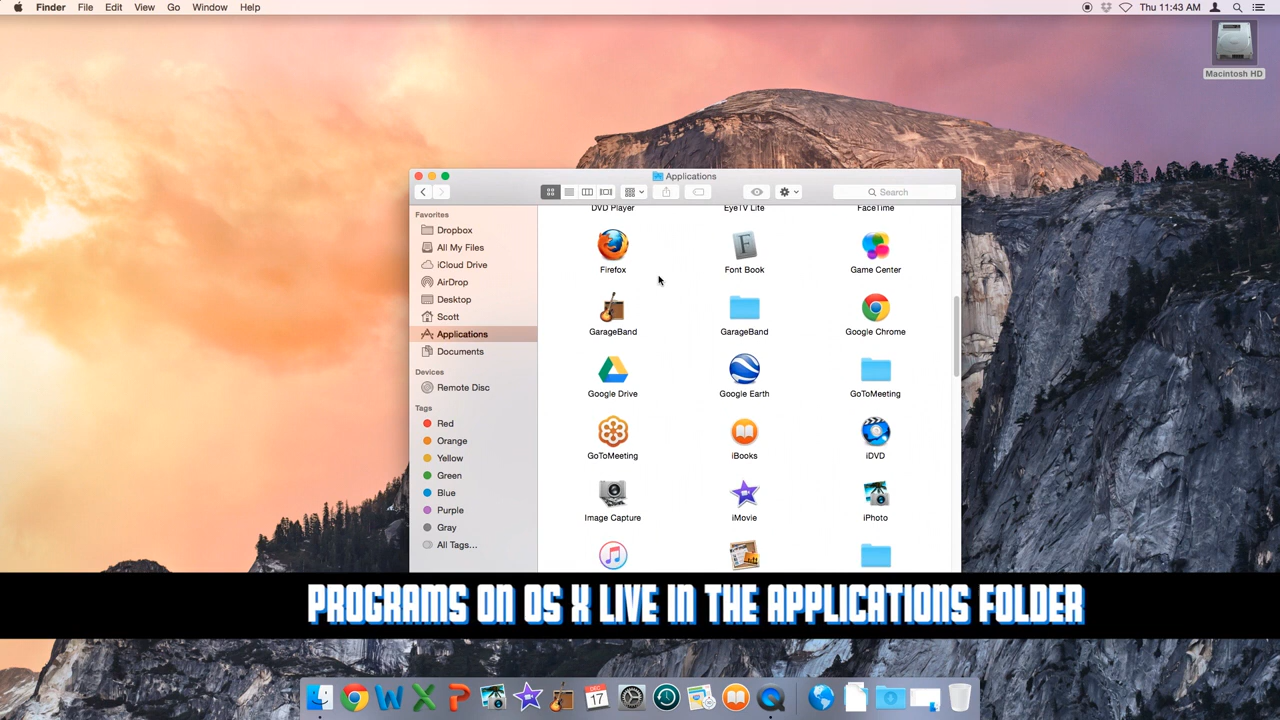 Finder File Edit View Go Window Help
Thu 11:43 AM
Macintosh HD
Applications
Search
Favorites
Dropbox
All My Files
iCloud Drive
AirDrop
Desktop
Scott
Applications
Documents
Devices
Remote Disc
Tags
Red
Orange
Yellow
Green
Blue
Purple
Gray
All Tags...
DVD Player EyeTV Lite FaceTime
Firefox Font Book Game Center
GarageBand GarageBand Google Chrome
Google Drive Google Earth GoToMeeting
GoToMeeting iBooks iDVD
Image Capture iMovie iPhoto
PROGRAMS ON OS X LIVE IN THE APPLICATIONS FOLDER
DEC
17